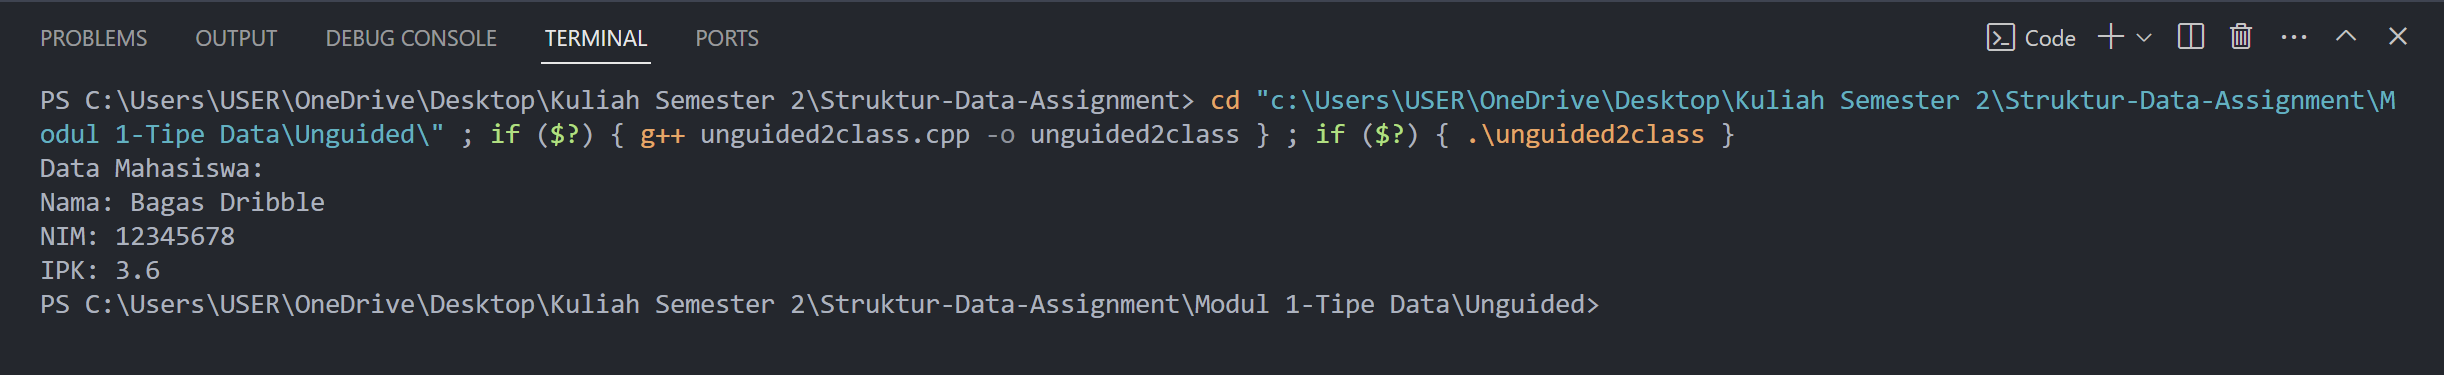 PROBLEMS OUTPUT DEBUG CONSOLE TERMINAL PORTS Code
PS C:\Users\USER\OneDrive\Desktop\Kuliah Semester 2\Struktur-Data-Assignment> cd "c:\Users\USER\OneDrive\Desktop\Kuliah Semester 2\Struktur-Data-Assignment\M
odul 1-Tipe Data\Unguided\" ; if ($?) { g++ unguided2class.cpp -o unguided2class } ; if ($?) { .\unguided2class }
Data Mahasiswa:
Nama: Bagas Dribble
NIM: 12345678
IPK: 3.6
PS C:\Users\USER\OneDrive\Desktop\Kuliah Semester 2\Struktur-Data-Assignment\Modul 1-Tipe Data\Unguided>